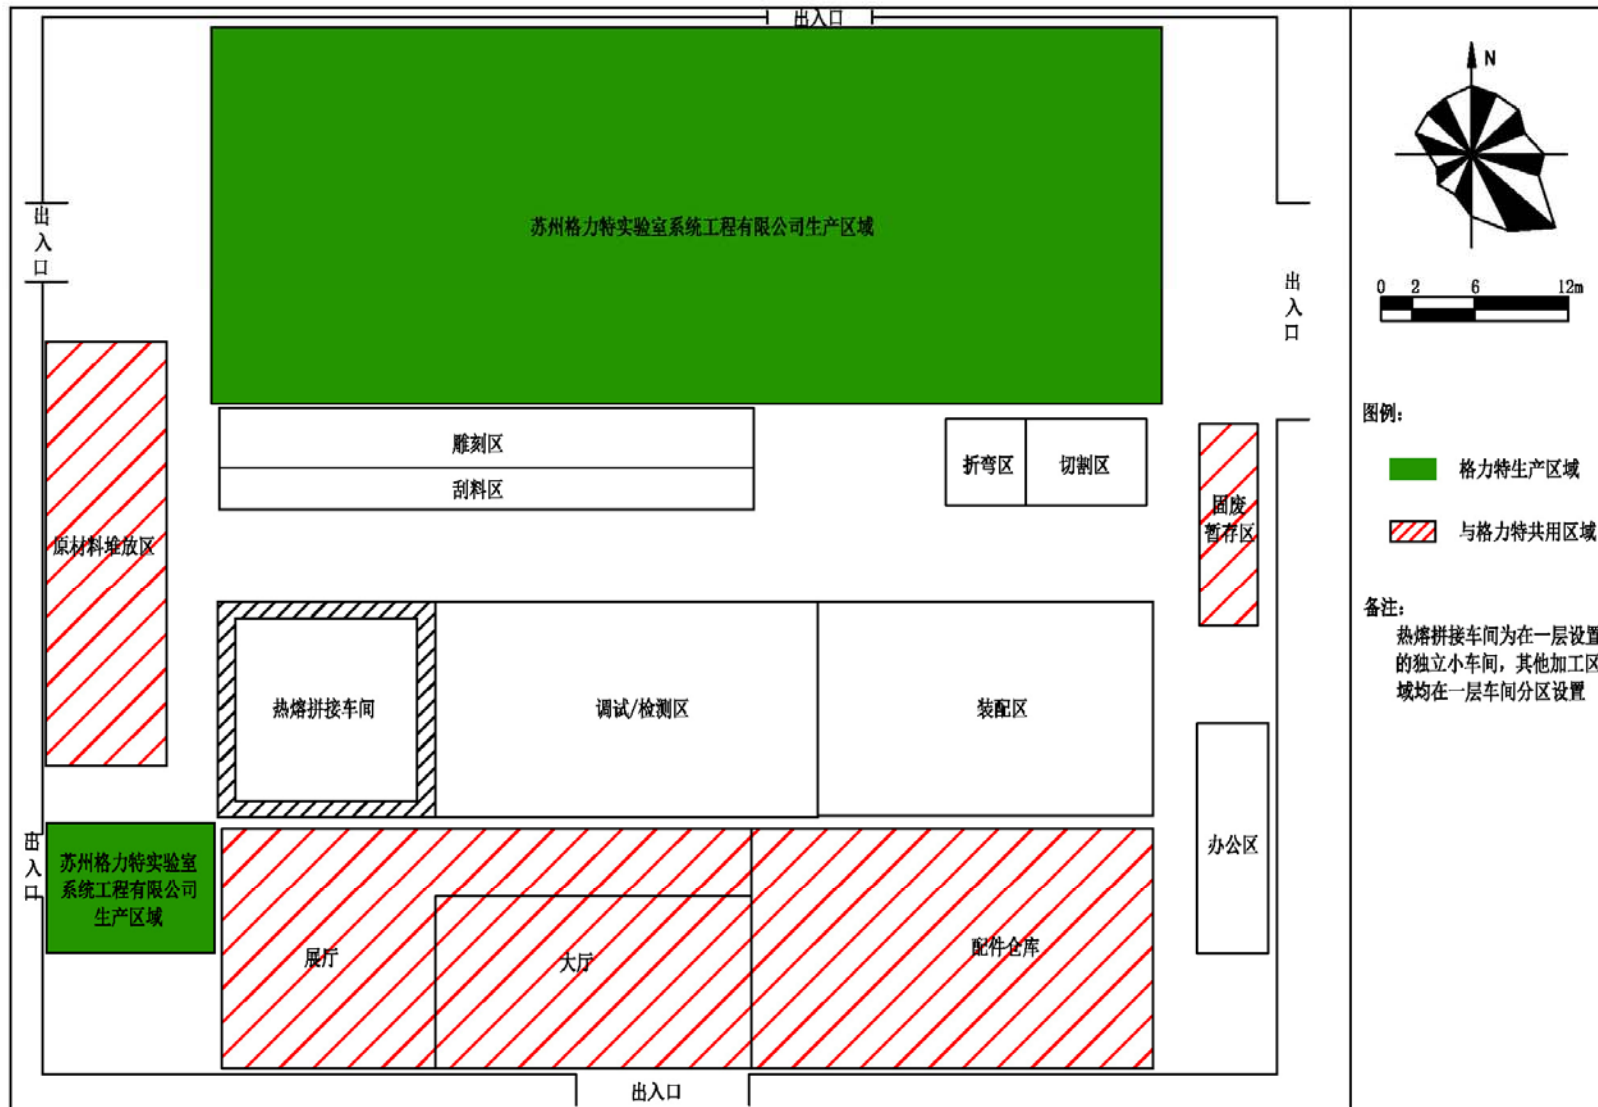 出入口
N
出
入
口
苏州格力特实验室系统工程有限公司生产区域
出
入
口
0 2 6 12m
图例：
格力特生产区域
与格力特共用区域
雕刻区
刮料区
折弯区
切割区
固废
暂存区
原材料堆放区
备注：
热熔拼接车间为在一层设置
的独立小车间，其他加工区
域均在一层车间分区设置
热熔拼接车间
调试/检测区
装配区
出
入
口
苏州格力特实验室
系统工程有限公司
生产区域
办公区
展厅
大厅
配件仓库
出入口